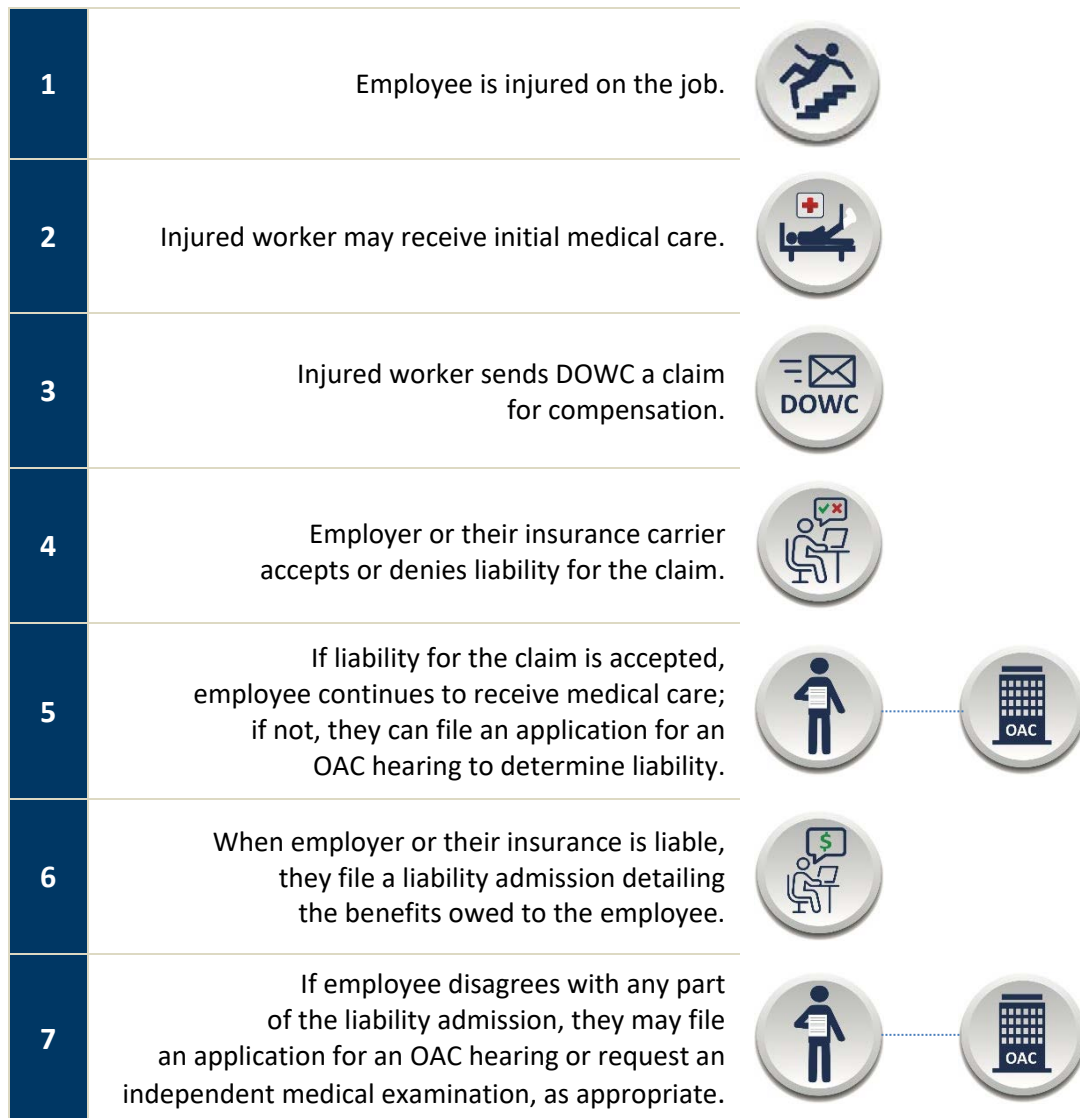 1
Employee is injured on the job.
2
Injured worker may receive initial medical care.
3
Injured worker sends DOWC a claim
for compensation.
DOWC
4
Employer or their insurance carrier
accepts or denies liability for the claim.
5
If liability for the claim is accepted,
employee continues to receive medical care;
if not, they can file an application for an
OAC hearing to determine liability.
OAC
6
When employer or their insurance is liable,
they file a liability admission detailing
the benefits owed to the employee.
$
7
If employee disagrees with any part
of the liability admission, they may file
an application for an OAC hearing or request an
independent medical examination, as appropriate.
OAC